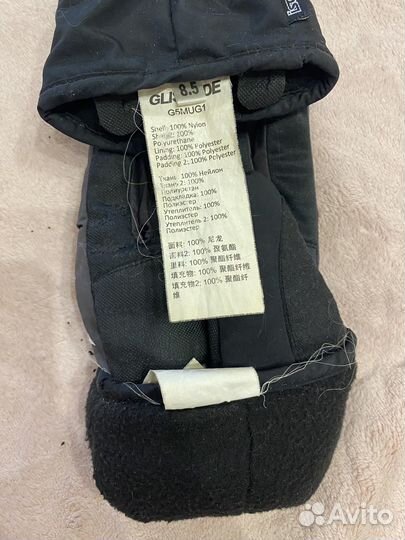 8.5
G5MUG1
Shell: 100% Nylon
Shell 2: 100%
Polyurethane
Lining: 100% Polyester
Padding: 100% Polyester
Padding 2: 100% Polyester
Ткань: 100% Нейлон
Ткань 2: 100%
Полиуретан
Подкладка: 100%
Полиэстер
Утеплитель: 100%
Полиэстер
Утеплитель 2: 100%
Полиэстер
面料: 100% 尼龙
面料2: 100% 聚氨酯
里料: 100% 聚酯纤维
填充物: 100% 聚酯纤
维
填充物2: 100% 聚酯纤
维
Avito